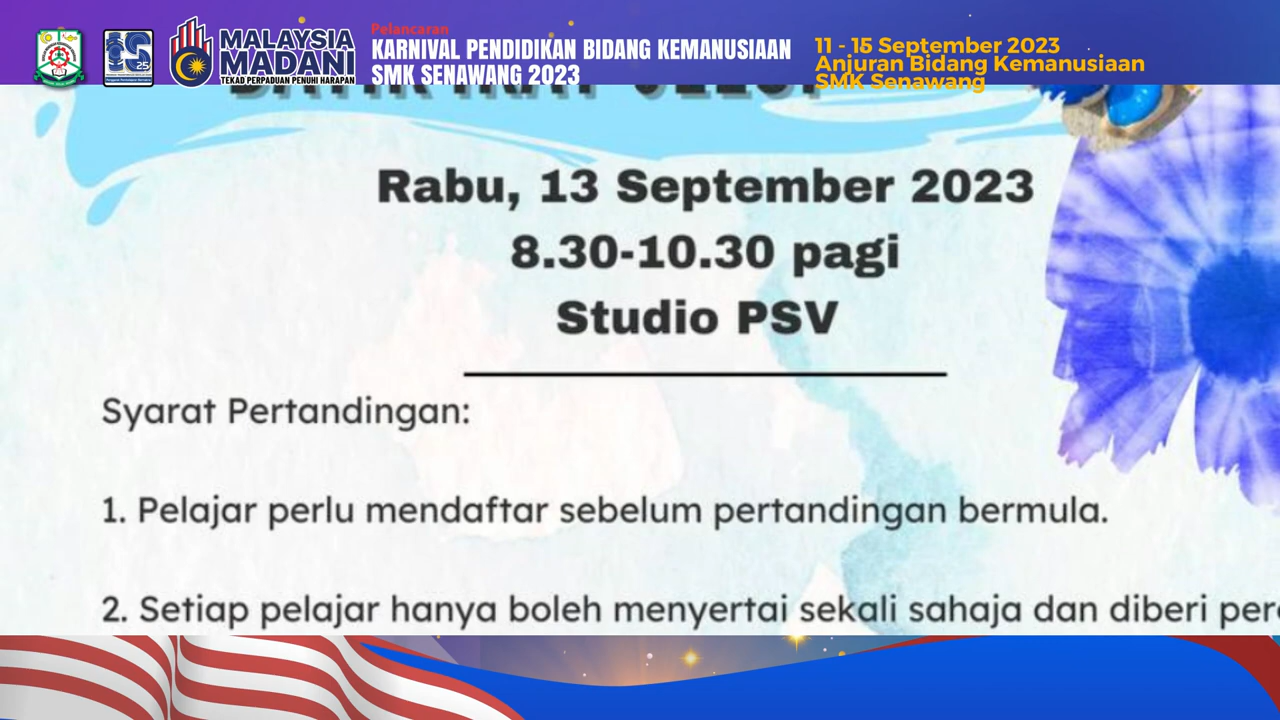 MALAYSIA
MADANI
TEKAD PERPADUAN PENUHI HARAPAN
Pelancaran
KARNIVAL PENDIDIKAN BIDANG KEMANUSIAAN
SMK SENAWANG 2023
11 - 15 September 2023
Anjuran Bidang Kemanusiaan
SMK Senawang
Rabu, 13 September 2023
8.30-10.30 pagi
Studio PSV
Syarat Pertandingan:
1. Pelajar perlu mendaftar sebelum pertandingan bermula.
2. Setiap pelajar hanya boleh menyertai sekali sahaja dan diberi